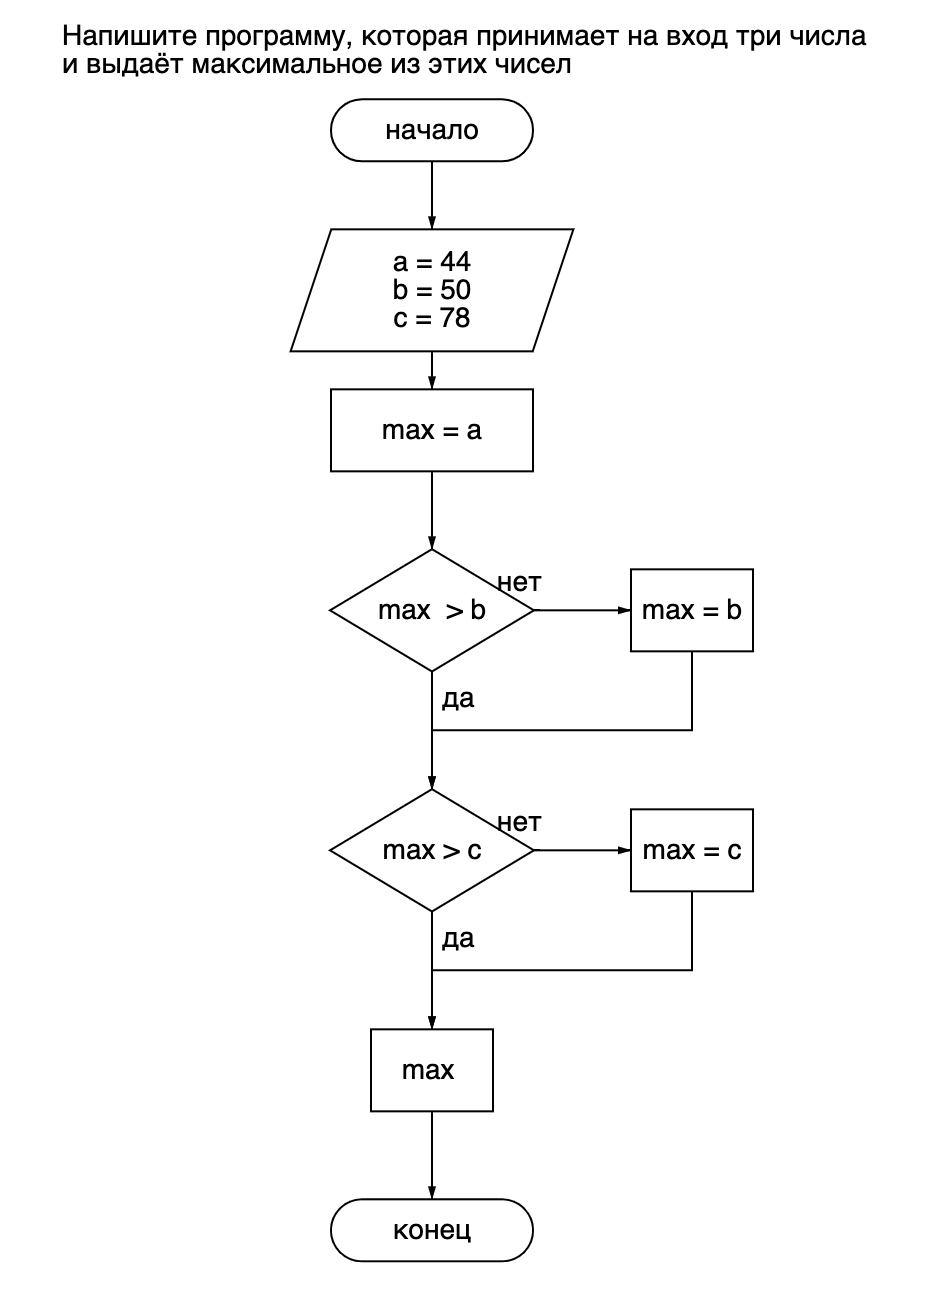 Напишите программу, которая принимает на вход три числа
и выдаёт максимальное из этих чисел
начало
a = 44
b = 50
c = 78
max = a
max  > b
нет
max = b
да
max > c
нет
max = c
да
max
конец